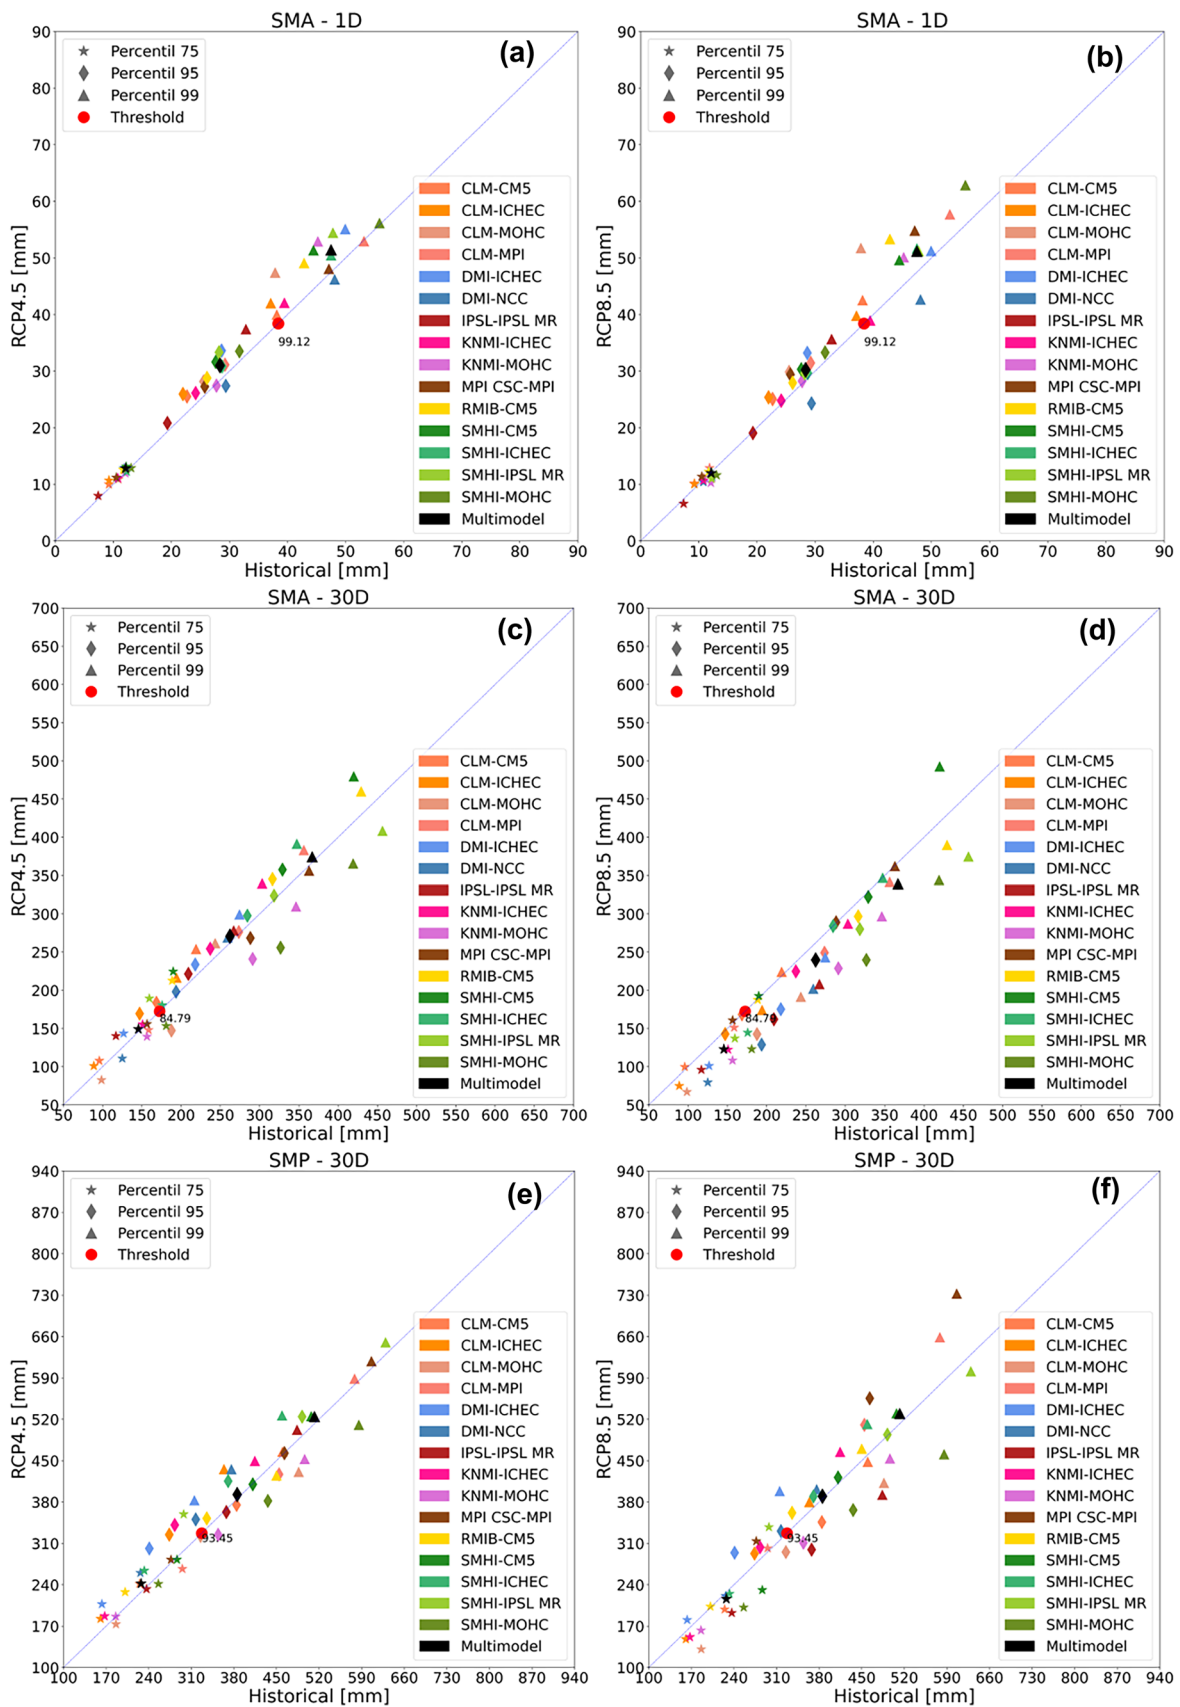 SMA - 1D
(a)
Percentil 75
Percentil 95
Percentil 99
Threshold
90
80
70
60
50
40
30
20
10
0
RCP4.5 [mm]
99.12
CLM-CM5
CLM-ICHEC
CLM-MOHC
CLM-MPI
DMI-ICHEC
DMI-NCC
IPSL-IPSL MR
KNMI-ICHEC
KNMI-MOHC
MPI CSC-MPI
RMIB-CM5
SMHI-CM5
SMHI-ICHEC
SMHI-IPSL MR
SMHI-MOHC
Multimodel
0 10 20 30 40 50 60 70 80 90
Historical [mm]
SMA - 1D
(b)
Percentil 75
Percentil 95
Percentil 99
Threshold
90
80
70
60
50
40
30
20
10
0
RCP8.5 [mm]
99.12
CLM-CM5
CLM-ICHEC
CLM-MOHC
CLM-MPI
DMI-ICHEC
DMI-NCC
IPSL-IPSL MR
KNMI-ICHEC
KNMI-MOHC
MPI CSC-MPI
RMIB-CM5
SMHI-CM5
SMHI-ICHEC
SMHI-IPSL MR
SMHI-MOHC
Multimodel
0 10 20 30 40 50 60 70 80 90
Historical [mm]
SMA - 30D
(c)
Percentil 75
Percentil 95
Percentil 99
Threshold
700
650
600
550
500
450
400
350
300
250
200
150
100
50
RCP4.5 [mm]
84.79
CLM-CM5
CLM-ICHEC
CLM-MOHC
CLM-MPI
DMI-ICHEC
DMI-NCC
IPSL-IPSL MR
KNMI-ICHEC
KNMI-MOHC
MPI CSC-MPI
RMIB-CM5
SMHI-CM5
SMHI-ICHEC
SMHI-IPSL MR
SMHI-MOHC
Multimodel
50 100 150 200 250 300 350 400 450 500 550 600 650 700
Historical [mm]
SMA - 30D
(d)
Percentil 75
Percentil 95
Percentil 99
Threshold
700
650
600
550
500
450
400
350
300
250
200
150
100
50
RCP8.5 [mm]
84.79
CLM-CM5
CLM-ICHEC
CLM-MOHC
CLM-MPI
DMI-ICHEC
DMI-NCC
IPSL-IPSL MR
KNMI-ICHEC
KNMI-MOHC
MPI CSC-MPI
RMIB-CM5
SMHI-CM5
SMHI-ICHEC
SMHI-IPSL MR
SMHI-MOHC
Multimodel
50 100 150 200 250 300 350 400 450 500 550 600 650 700
Historical [mm]
SMP - 30D
(e)
Percentil 75
Percentil 95
Percentil 99
Threshold
940
870
800
730
660
590
520
450
380
310
240
170
100
RCP4.5 [mm]
93.45
CLM-CM5
CLM-ICHEC
CLM-MOHC
CLM-MPI
DMI-ICHEC
DMI-NCC
IPSL-IPSL MR
KNMI-ICHEC
KNMI-MOHC
MPI CSC-MPI
RMIB-CM5
SMHI-CM5
SMHI-ICHEC
SMHI-IPSL MR
SMHI-MOHC
Multimodel
100 170 240 310 380 450 520 590 660 730 800 870 940
Historical [mm]
SMP - 30D
(f)
Percentil 75
Percentil 95
Percentil 99
Threshold
940
870
800
730
660
590
520
450
380
310
240
170
100
RCP8.5 [mm]
93.45
CLM-CM5
CLM-ICHEC
CLM-MOHC
CLM-MPI
DMI-ICHEC
DMI-NCC
IPSL-IPSL MR
KNMI-ICHEC
KNMI-MOHC
MPI CSC-MPI
RMIB-CM5
SMHI-CM5
SMHI-ICHEC
SMHI-IPSL MR
SMHI-MOHC
Multimodel
100 170 240 310 380 450 520 590 660 730 800 870 940
Historical [mm]